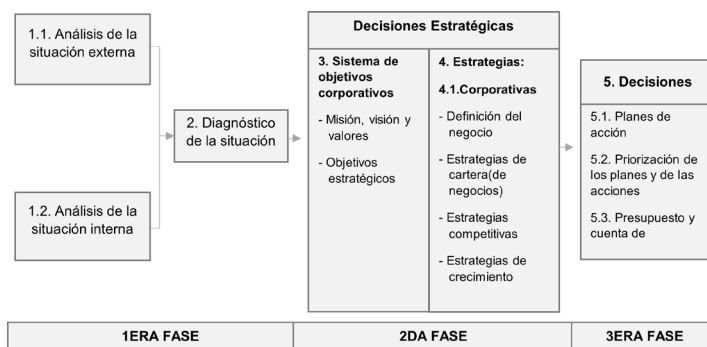 1.1. Análisis de la
situación externa
1.2. Análisis de la
situación interna
2. Diagnóstico
de la situación
Decisiones Estratégicas
3. Sistema de
objetivos
corporativos
- Misión, visión y
valores
- Objetivos
estratégicos
4. Estrategias:
4.1.Corporativas
- Definición del
negocio
- Estrategias de
cartera(de
negocios)
- Estrategias
competitivas
- Estrategias de
crecimiento
5. Decisiones
5.1. Planes de
acción
5.2. Priorización de
los planes y de las
acciones
5.3. Presupuesto y
cuenta de
1ERA FASE
2DA FASE
3ERA FASE